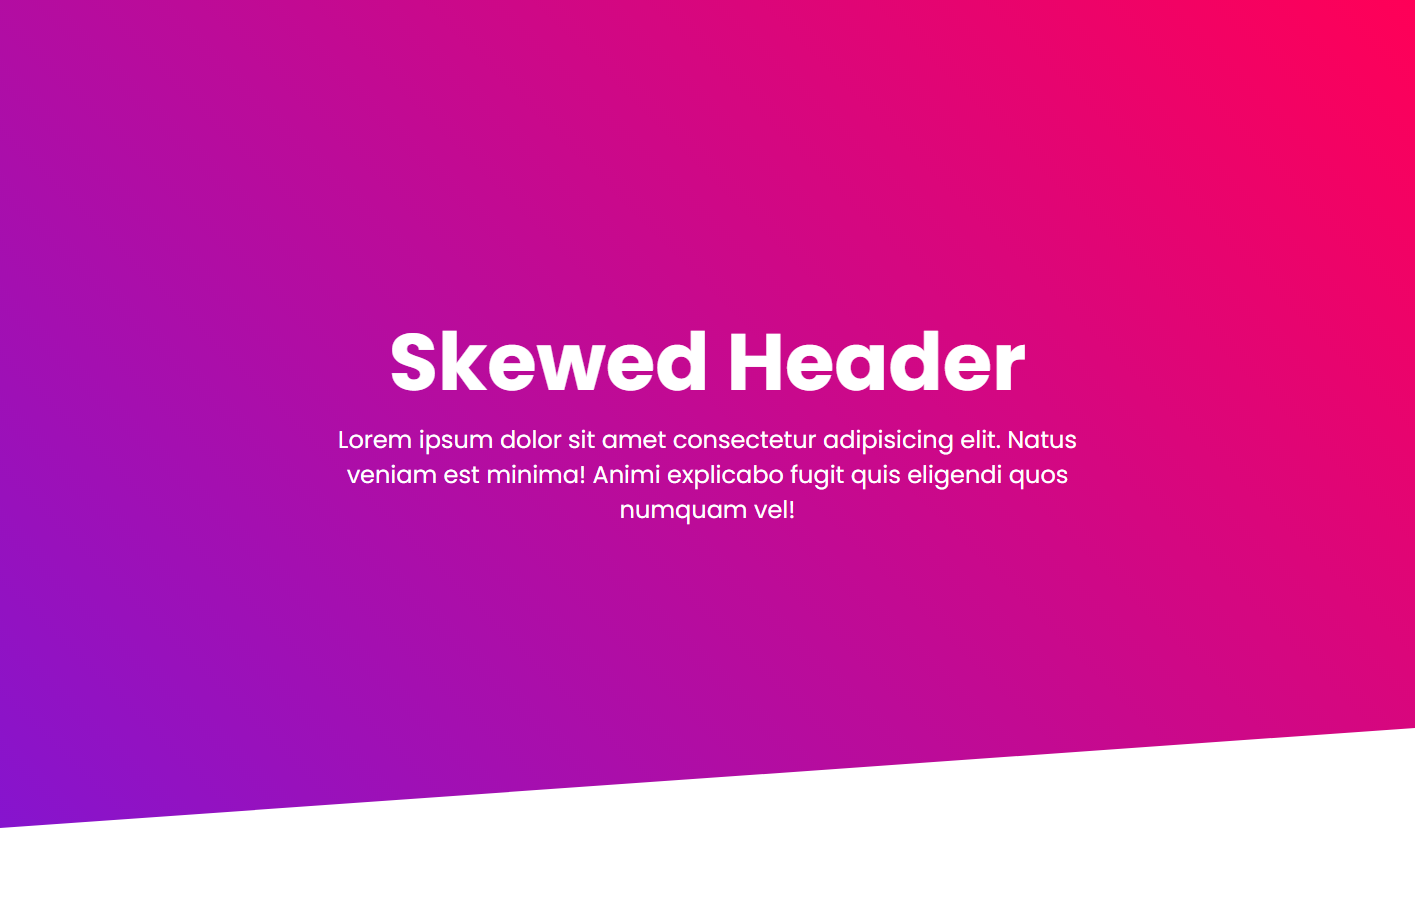 Skewed Header
Lorem ipsum dolor sit amet consectetur adipisicing elit. Natus
veniam est minima! Animi explicabo fugit quis eligendi quos
numquam vel!